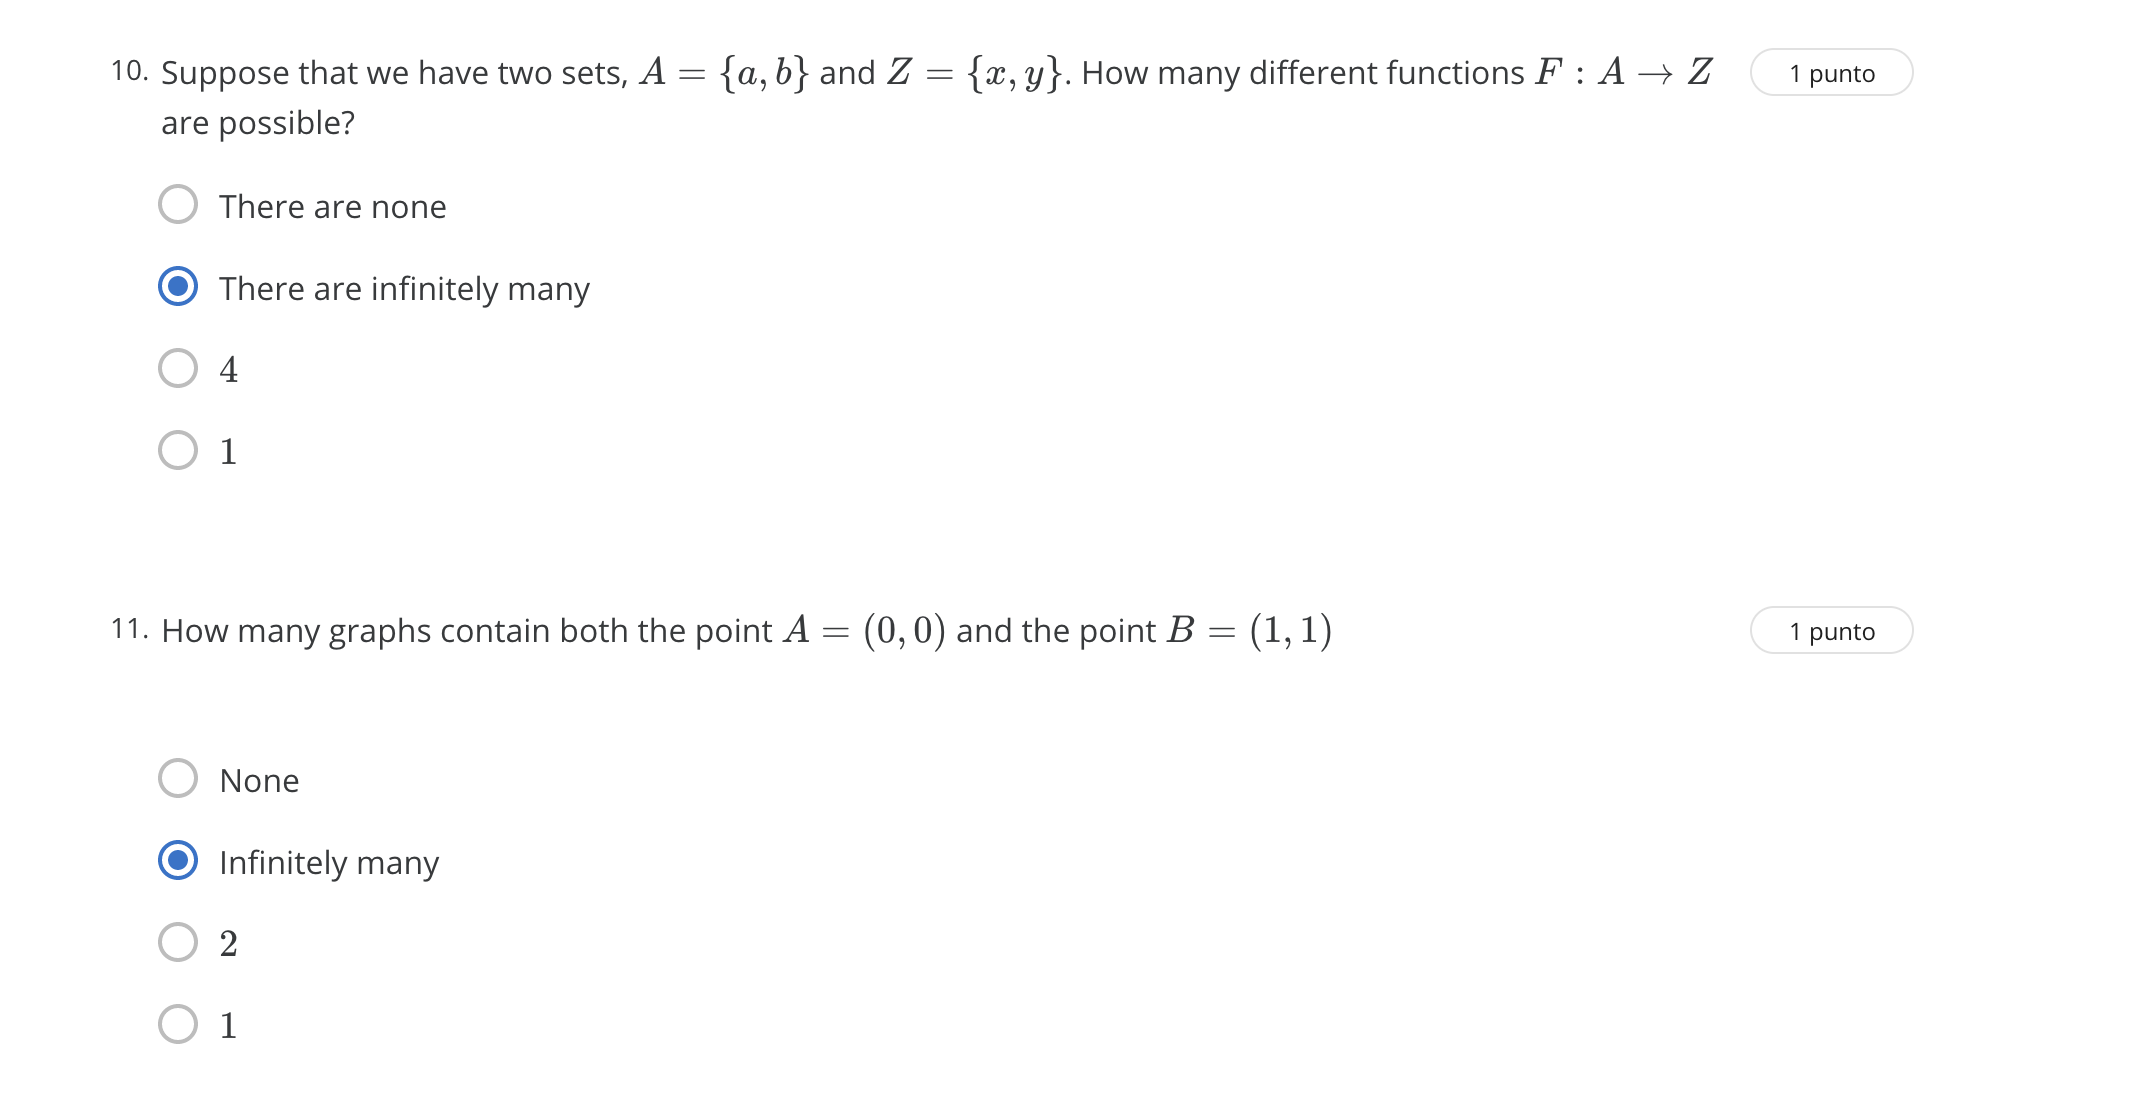 10. Suppose that we have two sets, A = {a, b} and Z = {x, y}. How many different functions F : A → Z 1 punto
are possible?
There are none
There are infinitely many
4
1
11. How many graphs contain both the point A = (0, 0) and the point B = (1, 1) 1 punto
None
Infinitely many
2
1